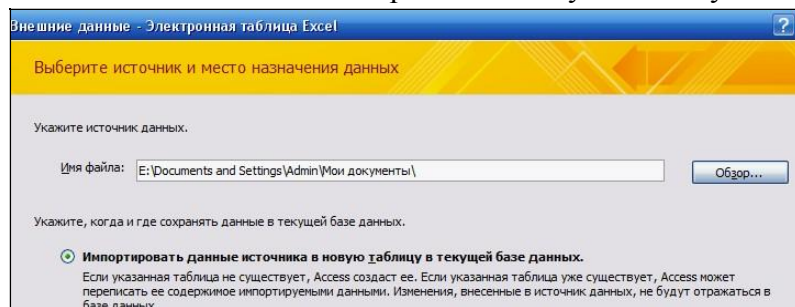 Внешние данные - Электронная таблица Excel
?
Выберите источник и место назначения данных
Укажите источник данных.
Имя файла: E:\Documents and Settings\Admin\Мои документы\
Обзор...
Укажите, когда и где сохранять данные в текущей базе данных.
Импортировать данные источника в новую таблицу в текущей базе данных.
Если указанная таблица не существует, Access создаст ее. Если указанная таблица уже существует, Access может
переписать ее содержимое импортируемыми данными. Изменения, внесенные в источник данных, не будут отражаться в
базе данных.